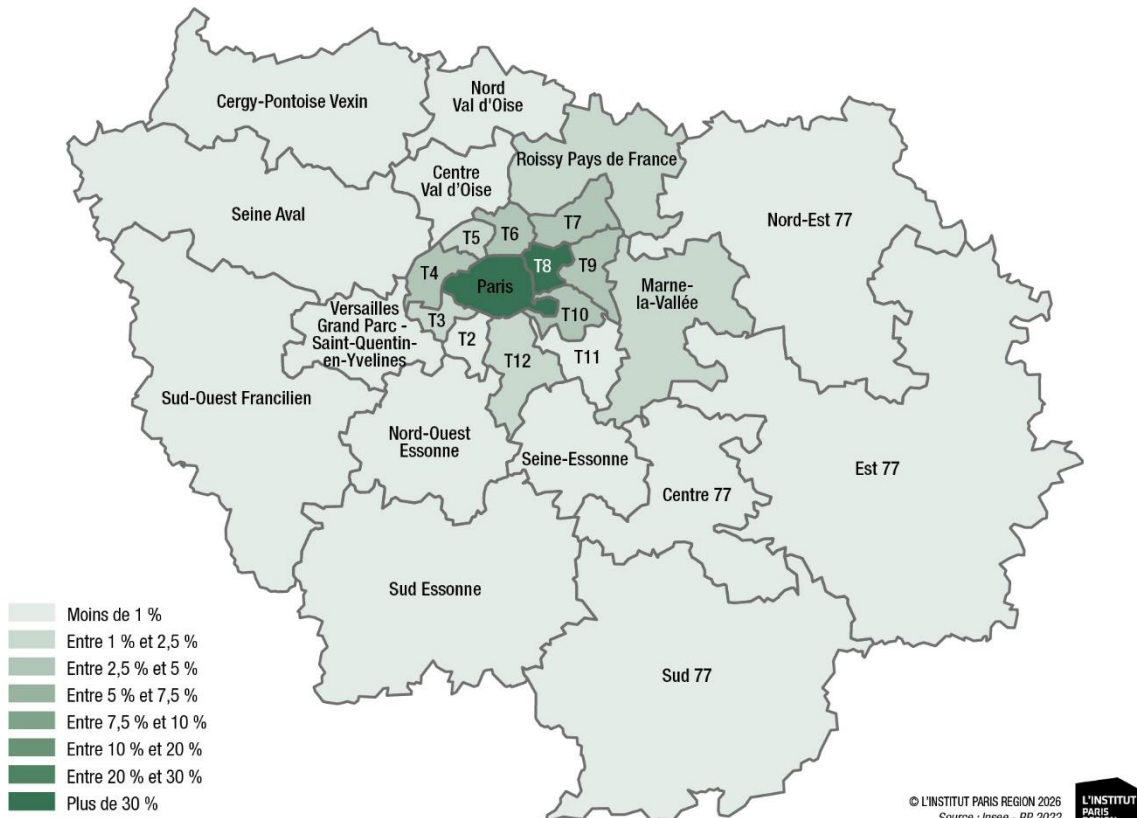 Cergy-Pontoise Vexin
Nord
Val d'Oise
Roissy Pays de France
Centre
Val d'Oise
Seine Aval
Nord-Est 77
T5
T6
T7
T4
T8
T9
Paris
Marne-
la-Vallée
Versailles
Grand Parc -
Saint-Quentin-
en-Yvelines
T3
T2
T10
T12
T11
Sud-Ouest Francilien
Nord-Ouest
Essonne
Seine-Essonne
Centre 77
Est 77
Sud Essonne
Sud 77
Moins de 1 %
Entre 1 % et 2,5 %
Entre 2,5 % et 5 %
Entre 5 % et 7,5 %
Entre 7,5 % et 10 %
Entre 10 % et 20 %
Entre 20 % et 30 %
Plus de 30 %
© L'INSTITUT PARIS REGION 2026
Source : Insee - RP 2022
L'INSTITUT
PARIS